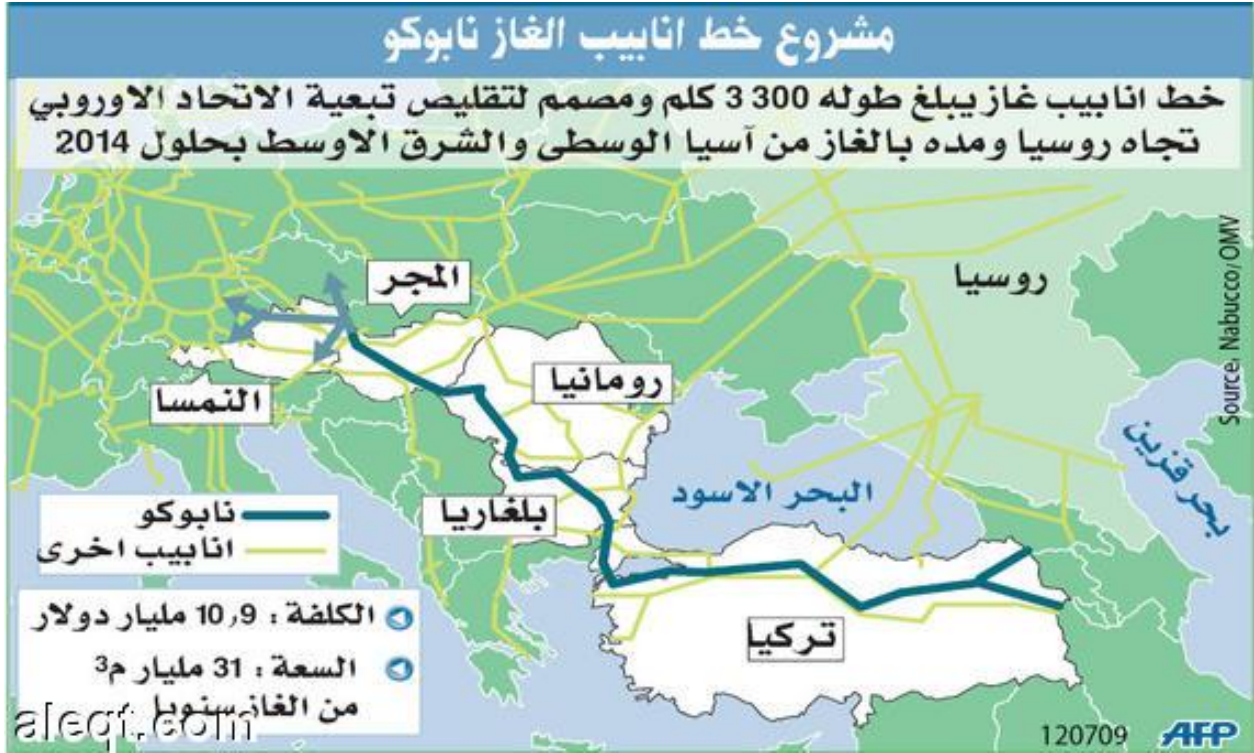 مشروع خط انابيب الغاز نابوكو
خط انابيب غاز يبلغ طوله 300 3 كلم ومصمم لتقليص تبعية الاتحاد الاوروبي
تجاه روسيا ومده بالغاز من آسيا الوسطى والشرق الاوسط بحلول 2014
روسيا
Source: Nabucco/OMV
المجر
رومانيا
النمسا
بحر قزوين
البحر الاسود
بلغاريا
نابوكو
انابيب اخرى
تركيا
الكلفة : 10,9 مليار دولار
السعة : 31 مليار م³
من الغاز سنويا
aleqt.com
120709 AFP